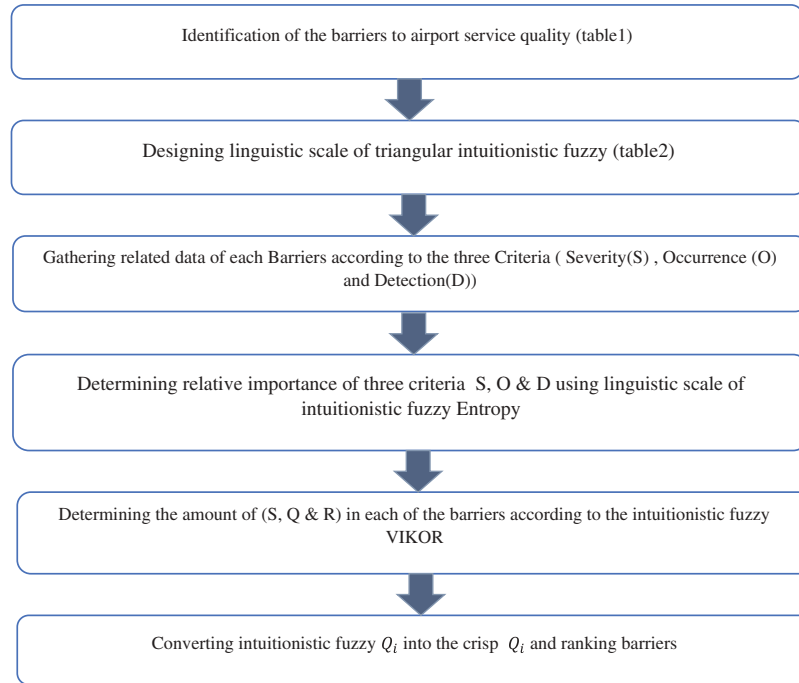 Identification of the barriers to airport service quality (table1)
Designing linguistic scale of triangular intuitionistic fuzzy (table2)
Gathering related data of each Barriers according to the three Criteria ( Severity(S) , Occurrence (O)
and Detection(D))
Determining relative importance of three criteria S, O & D using linguistic scale of
intuitionistic fuzzy Entropy
Determining the amount of (S, Q & R) in each of the barriers according to the intuitionistic fuzzy
VIKOR
Converting intuitionistic fuzzy Q_i into the crisp Q_i and ranking barriers